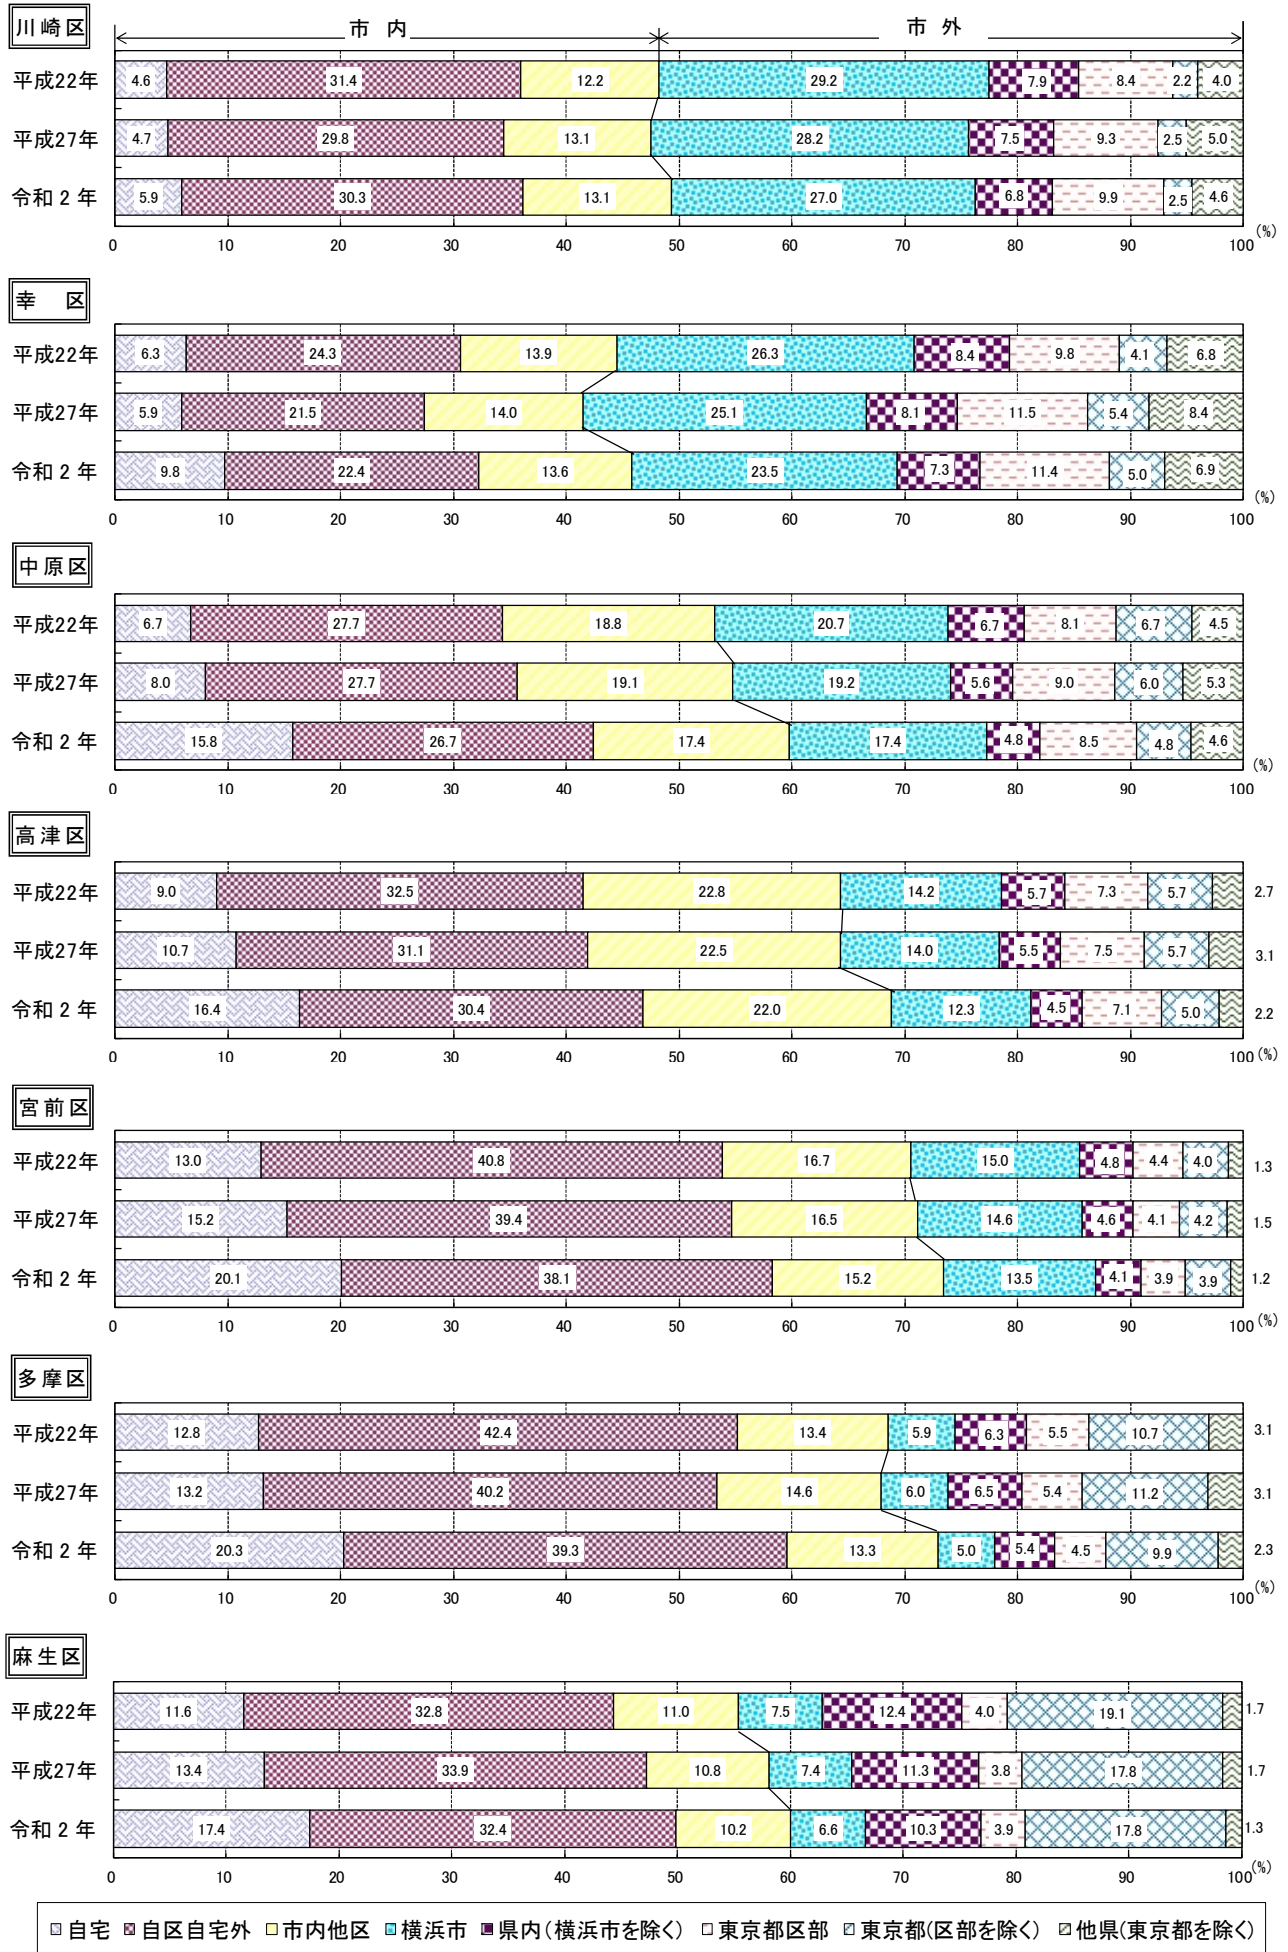 川崎区
市内 市外
平成22年 4.6 31.4 12.2 29.2 7.9 8.4 2.2 4.0
平成27年 4.7 29.8 13.1 28.2 7.5 9.3 2.5 5.0
令和２年 5.9 30.3 13.1 27.0 6.8 9.9 2.5 4.6
0 10 20 30 40 50 60 70 80 90 100 (%)
幸区
平成22年 6.3 24.3 13.9 26.3 8.4 9.8 4.1 6.8
平成27年 5.9 21.5 14.0 25.1 8.1 11.5 5.4 8.4
令和２年 9.8 22.4 13.6 23.5 7.3 11.4 5.0 6.9
0 10 20 30 40 50 60 70 80 90 100 (%)
中原区
平成22年 6.7 27.7 18.8 20.7 6.7 8.1 6.7 4.5
平成27年 8.0 27.7 19.1 19.2 5.6 9.0 6.0 5.3
令和２年 15.8 26.7 17.4 17.4 4.8 8.5 4.8 4.6
0 10 20 30 40 50 60 70 80 90 100 (%)
高津区
平成22年 9.0 32.5 22.8 14.2 5.7 7.3 5.7 2.7
平成27年 10.7 31.1 22.5 14.0 5.5 7.5 5.7 3.1
令和２年 16.4 30.4 22.0 12.3 4.5 7.1 5.0 2.2
0 10 20 30 40 50 60 70 80 90 100 (%)
宮前区
平成22年 13.0 40.8 16.7 15.0 4.8 4.4 4.0 1.3
平成27年 15.2 39.4 16.5 14.6 4.6 4.1 4.2 1.5
令和２年 20.1 38.1 15.2 13.5 4.1 3.9 3.9 1.2
0 10 20 30 40 50 60 70 80 90 100 (%)
多摩区
平成22年 12.8 42.4 13.4 5.9 6.3 5.5 10.7 3.1
平成27年 13.2 40.2 14.6 6.0 6.5 5.4 11.2 3.1
令和２年 20.3 39.3 13.3 5.0 5.4 4.5 9.9 2.3
0 10 20 30 40 50 60 70 80 90 100 (%)
麻生区
平成22年 11.6 32.8 11.0 7.5 12.4 4.0 19.1 1.7
平成27年 13.4 33.9 10.8 7.4 11.3 3.8 17.8 1.7
令和２年 17.4 32.4 10.2 6.6 10.3 3.9 17.8 1.3
0 10 20 30 40 50 60 70 80 90 100 (%)
自宅 自区自宅外 市内他区 横浜市 県内(横浜市を除く) 東京都区部 東京都(区部を除く) 他県(東京都を除く)